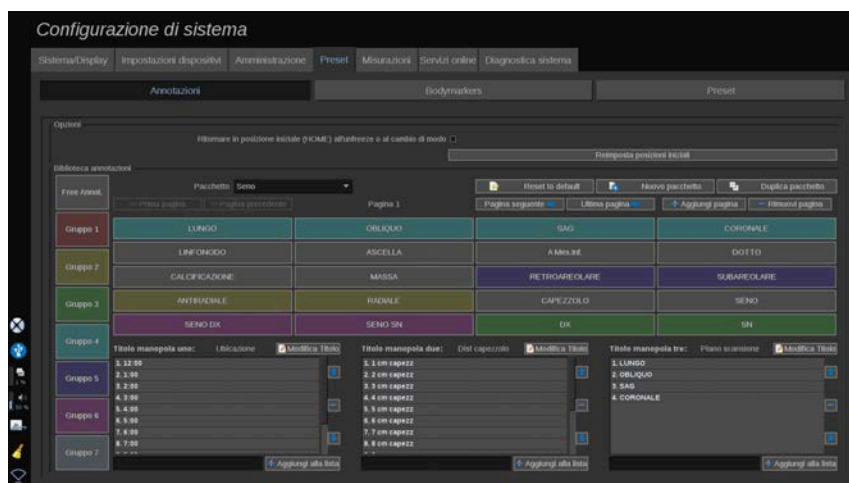 Configurazione di sistema
Sistema/Display Impostazioni dispositivi Amministrazione Preset Misurazioni Servizi online Diagnostica sistema
Annotazioni Bodymarkers Preset
Opzioni
Ritornare in posizione iniziale (HOME) all'unfreeze o al cambio di modo
Reimposta posizioni iniziali
Biblioteca annotazioni
Free Annot. Pacchetto Seno Reset to default Nuovo pacchetto Duplica pacchetto
Prima pagina Pagina precedente Pagina 1 Pagina seguente Ultima pagina Aggiungi pagina Rimuovi pagina
Gruppo 1 LUNGO OBLIQUO SAG CORONALE
LINFONODO ASCELLA A.Mes.Inf. DOTTO
Gruppo 2
CALCIFICAZIONE MASSA RETROAREOLARE SUBAREOLARE
Gruppo 3 ANTIRADIALE RADIALE CAPEZZOLO SENO
SENO DX SENO SN DX SN
Gruppo 4
Titolo manopola uno: Ubicazione Modifica Titolo Titolo manopola due: Dist capezzolo Modifica Titolo Titolo manopola tre: Piano scansione Modifica Titolo
1. 12:00 1. 1 cm capezz 1. LUNGO
2. 1:00 2. 2 cm capezz 2. OBLIQUO
Gruppo 5
3. 2:00 3. 3 cm capezz 3. SAG
4. 3:00 4. 4 cm capezz 4. CORONALE
5. 4:00 5. 5 cm capezz
Gruppo 6
6. 5:00 6. 6 cm capezz
7. 6:00 7. 7 cm capezz
8. 7:00 8. 8 cm capezz
Gruppo 7
Aggiungi alla lista Aggiungi alla lista Aggiungi alla lista